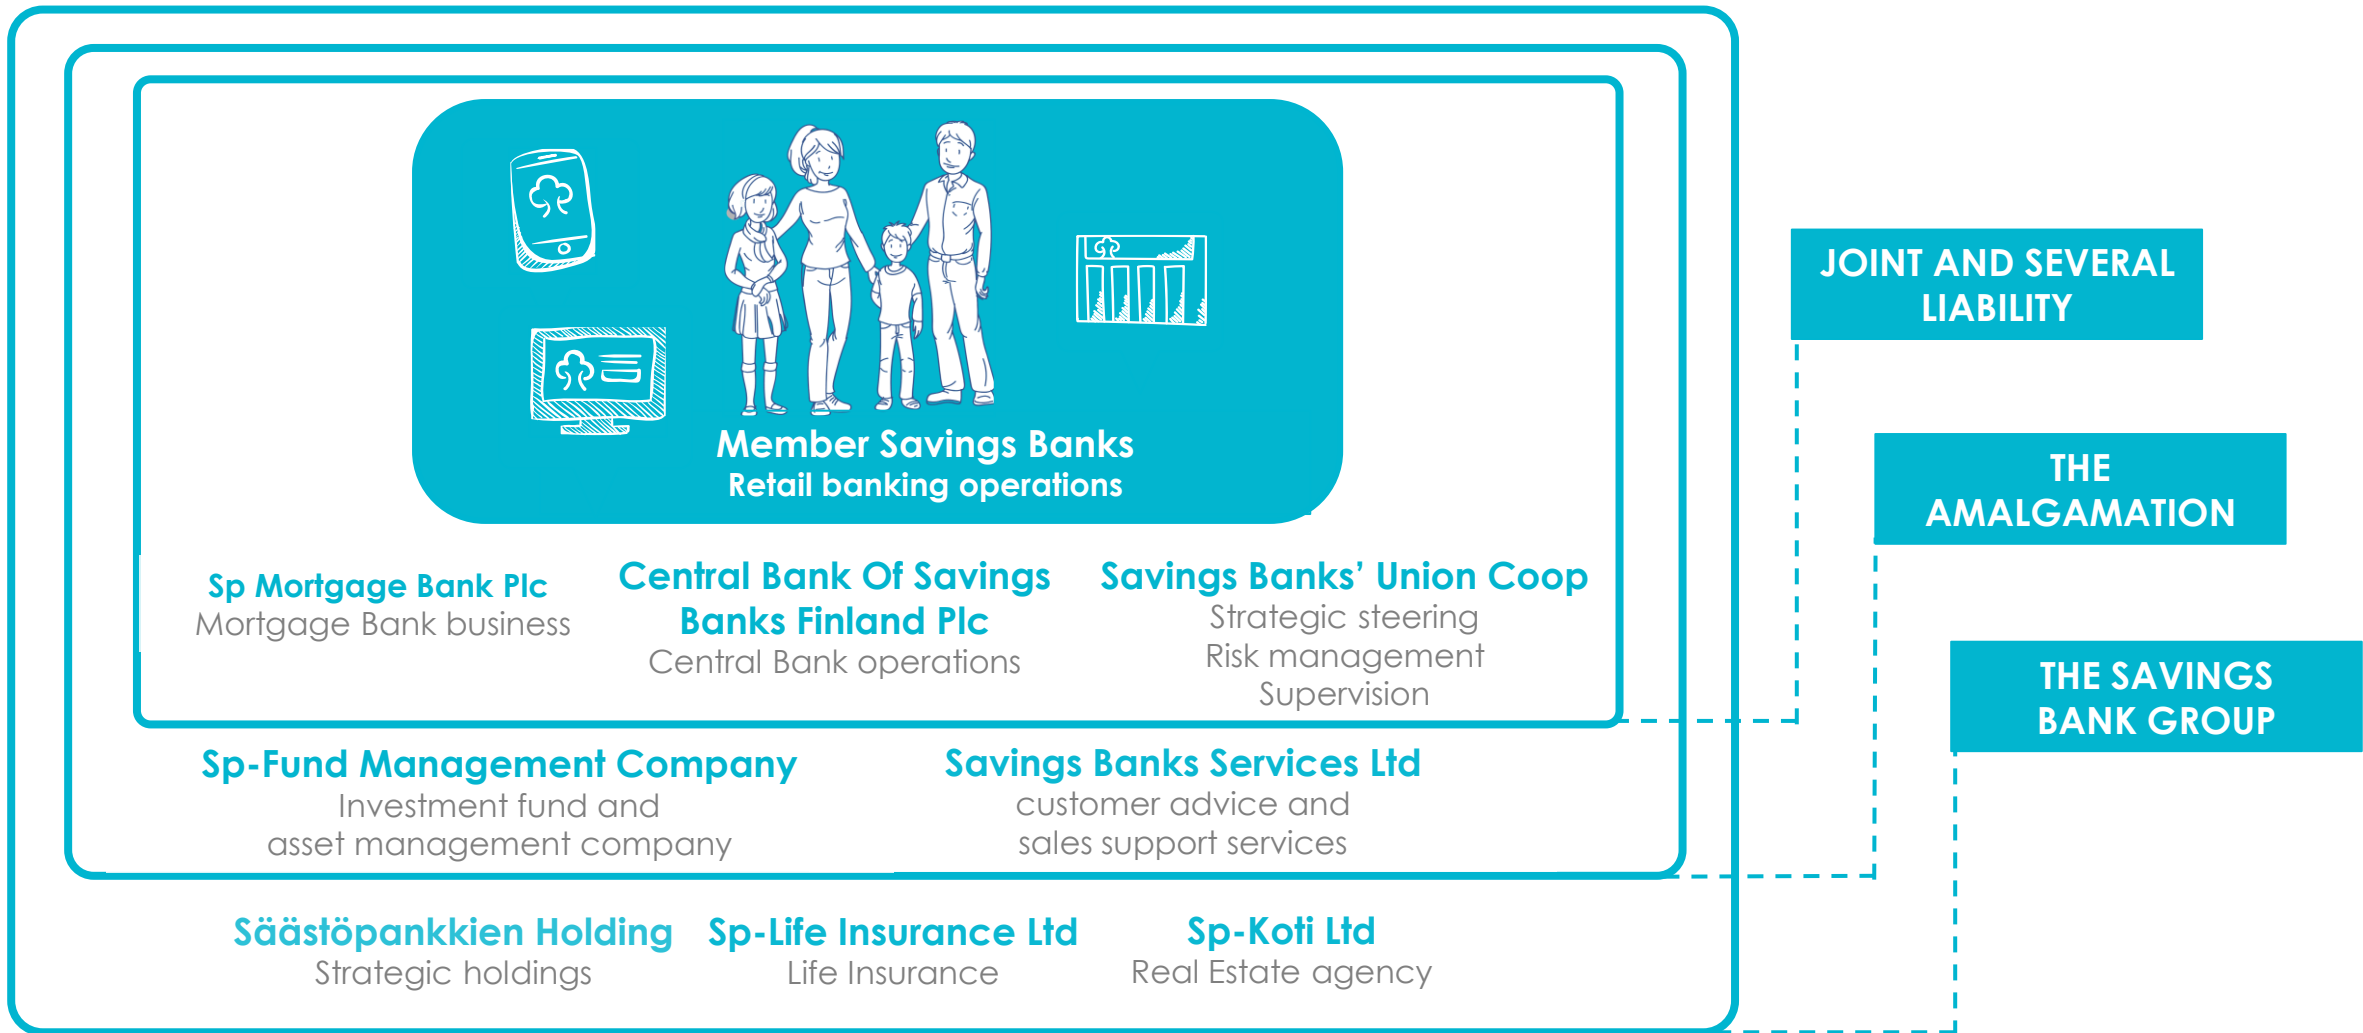 Member Savings Banks
Retail banking operations
Sp Mortgage Bank Plc
Mortgage Bank business
Central Bank Of Savings
Banks Finland Plc
Central Bank operations
Savings Banks’ Union Coop
Strategic steering
Risk management
Supervision
Sp-Fund Management Company
Investment fund and
asset management company
Savings Banks Services Ltd
customer advice and
sales support services
Säästöpankkien Holding
Strategic holdings
Sp-Life Insurance Ltd
Life Insurance
Sp-Koti Ltd
Real Estate agency
JOINT AND SEVERAL
LIABILITY
THE
AMALGAMATION
THE SAVINGS
BANK GROUP